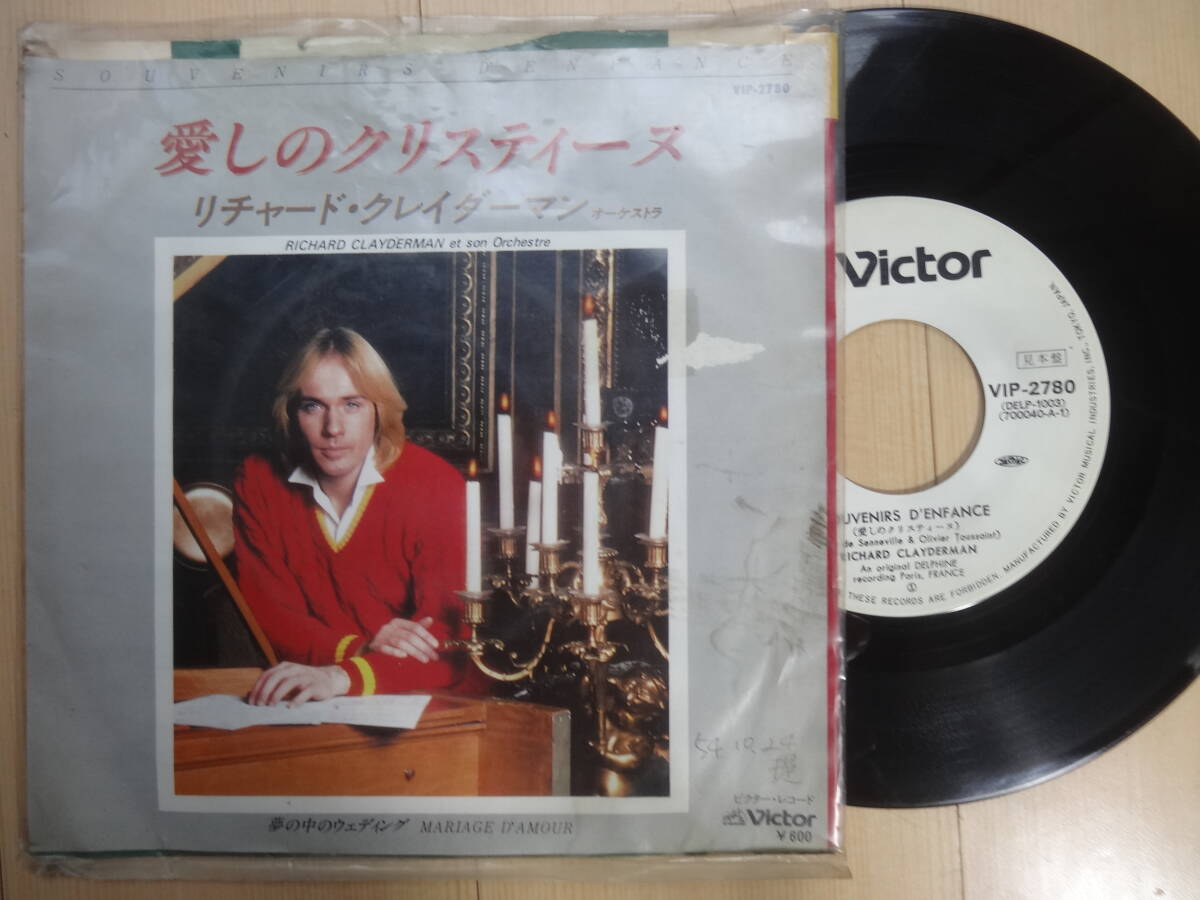 SOUVENIRS D'ENFANCE
VIP-2780
愛しのクリスティーヌ
リチャード・クレイダーマン オーケストラ
RICHARD CLAYDERMAN et son Orchestre
54.10.24
夢の中のウェディング MARIAGE D'AMOUR
ビクター・レコード
Victor
¥600
Victor
見本盤
VIP-2780
(DELP-1003)
(700040-A-1)
UVENIRS D'ENFANCE
(愛しのクリスティーヌ)
de Senneville & Olivier Toussaint)
RICHARD CLAYDERMAN
An original DELPHINE
recording Paris, FRANCE
THESE RECORDS ARE FORBIDDEN. MANUFACTURED BY VICTOR MUSICAL INDUSTRIES, INC., TOKYO, JAPAN.